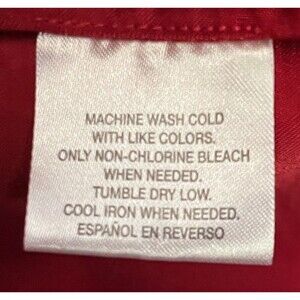 MACHINE WASH COLD
WITH LIKE COLORS.
ONLY NON-CHLORINE BLEACH
WHEN NEEDED.
TUMBLE DRY LOW.
COOL IRON WHEN NEEDED.
ESPAÑOL EN REVERSO